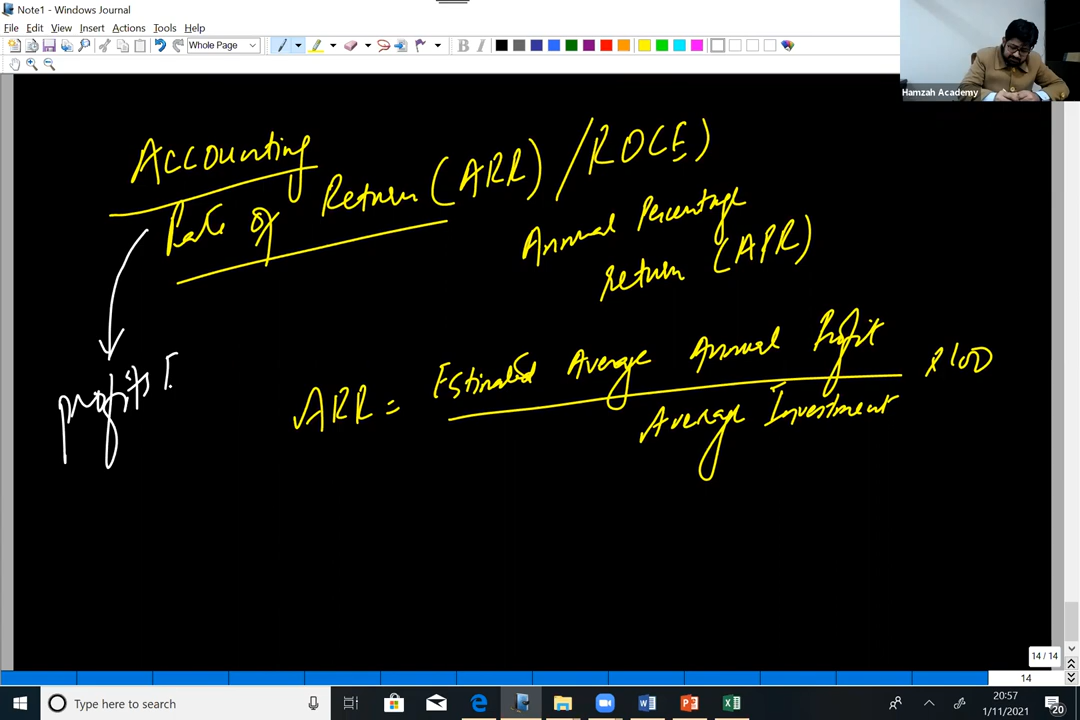 Note1 - Windows Journal
File Edit View Insert Actions Tools Help
Whole Page
B I
Hamzah Academy
Accounting
Rate of Return (ARR) /ROCE)
Annual Percentage
return (APR)
profits!
ARR = Estimated Average Annual Profit x100
Average Investment
14 / 14
14
Type here to search
20:57
1/11/2021
20